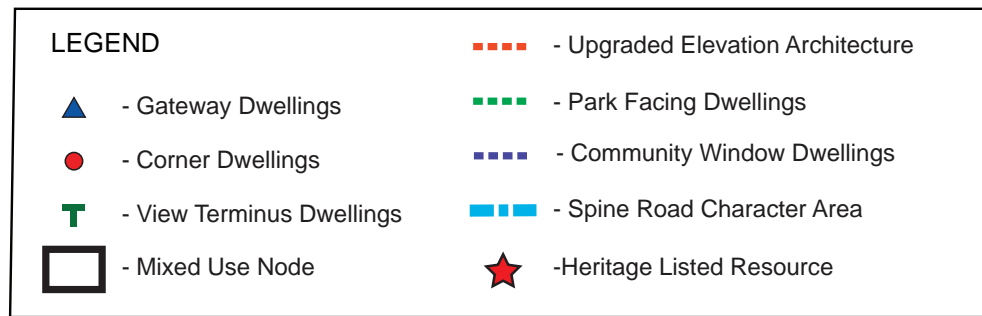 LEGEND
- Gateway Dwellings
- Corner Dwellings
- View Terminus Dwellings
- Mixed Use Node
- Upgraded Elevation Architecture
- Park Facing Dwellings
- Community Window Dwellings
- Spine Road Character Area
-Heritage Listed Resource